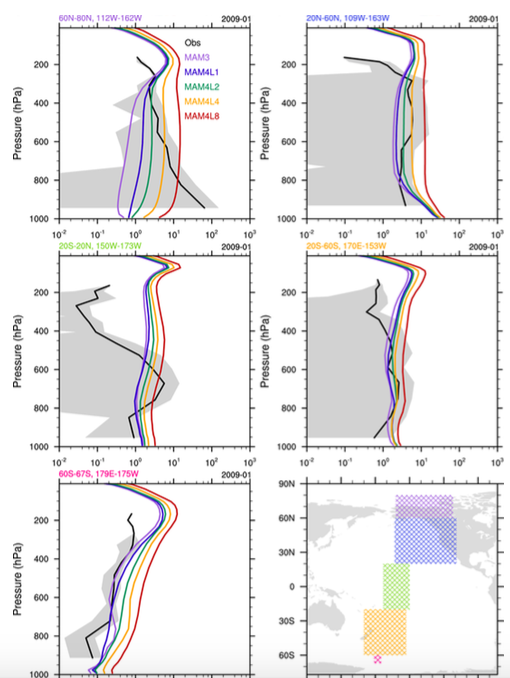 60N-80N, 112W-162W 2009-01
Pressure (hPa)
200
400
600
800
1000
Obs
MAM3
MAM4L1
MAM4L2
MAM4L4
MAM4L8
10-2 10-1 100 101 102 103
20N-60N, 109W-163W 2009-01
Pressure (hPa)
200
400
600
800
1000
10-2 10-1 100 101 102 103
20S-20N, 150W-173W 2009-01
Pressure (hPa)
200
400
600
800
1000
10-2 10-1 100 101 102 103
20S-60S, 170E-153W 2009-01
Pressure (hPa)
200
400
600
800
1000
10-2 10-1 100 101 102 103
60S-67S, 179E-175W 2009-01
Pressure (hPa)
200
400
600
800
1000
90N
60N
30N
0
30S
60S